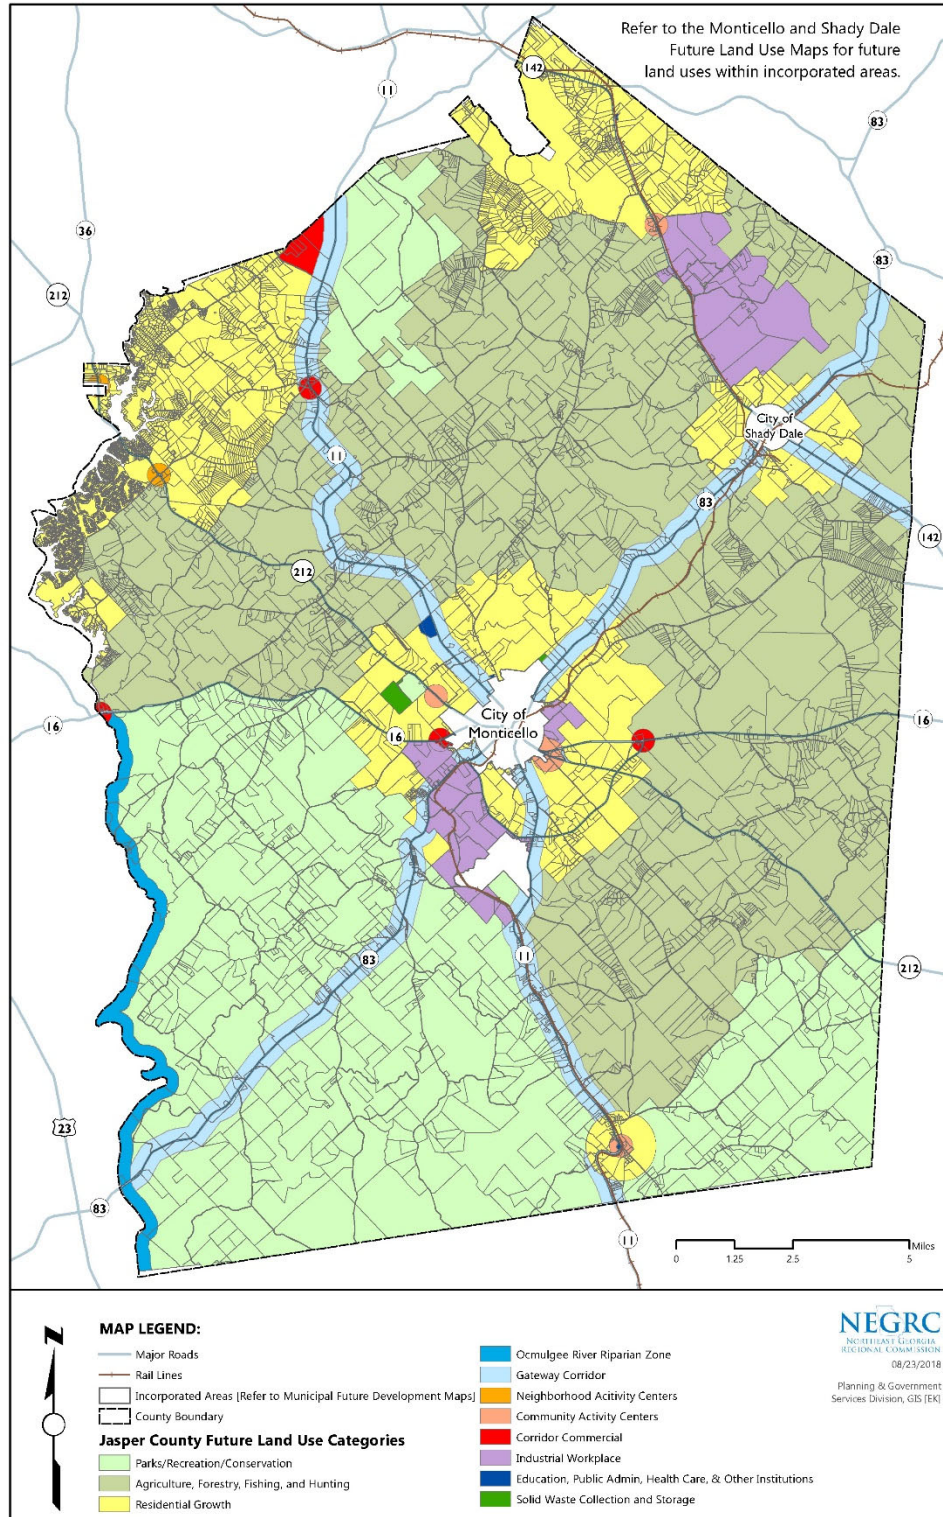 Refer to the Monticello and Shady Dale
Future Land Use Maps for future
land uses within incorporated areas.
142
11
83
36
83
212
City of
Shady Dale
11
83
142
212
16
City of
Monticello
16
16
83
11
212
23
83
11
0 1.25 2.5 5 Miles
N
MAP LEGEND:
Major Roads
Rail Lines
Incorporated Areas [Refer to Municipal Future Development Maps]
County Boundary
Jasper County Future Land Use Categories
Parks/Recreation/Conservation
Agriculture, Forestry, Fishing, and Hunting
Residential Growth
Ocmulgee River Riparian Zone
Gateway Corridor
Neighborhood Acitivity Centers
Community Activity Centers
Corridor Commercial
Industrial Workplace
Education, Public Admin, Health Care, & Other Institutions
Solid Waste Collection and Storage
NEGRC
NORTHEAST GEORGIA
REGIONAL COMMISSION
08/23/2018
Planning & Government
Services Division, GIS [EK]